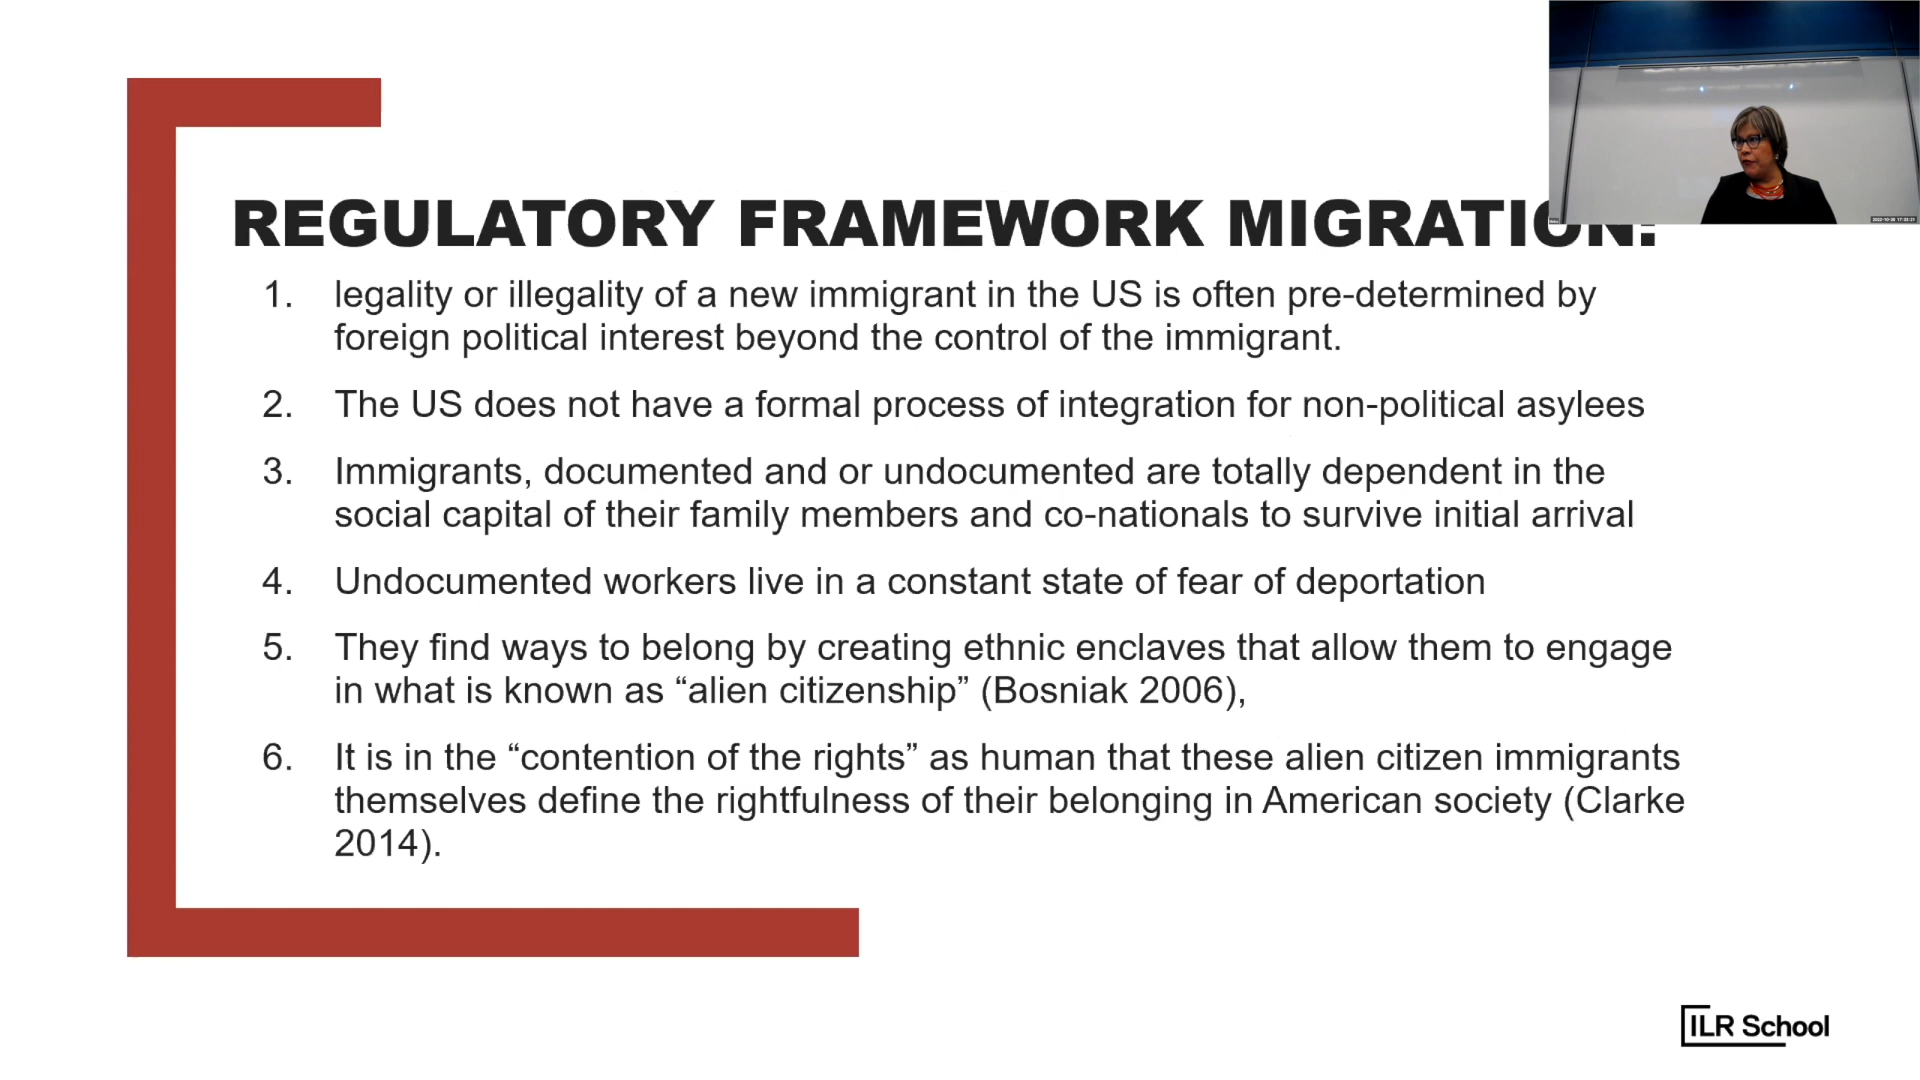 REGULATORY FRAMEWORK MIGRATION:
1. legality or illegality of a new immigrant in the US is often pre-determined by
foreign political interest beyond the control of the immigrant.
2. The US does not have a formal process of integration for non-political asylees
3. Immigrants, documented and or undocumented are totally dependent in the
social capital of their family members and co-nationals to survive initial arrival
4. Undocumented workers live in a constant state of fear of deportation
5. They find ways to belong by creating ethnic enclaves that allow them to engage
in what is known as “alien citizenship” (Bosniak 2006),
6. It is in the “contention of the rights” as human that these alien citizen immigrants
themselves define the rightfulness of their belonging in American society (Clarke
2014).
ILR School